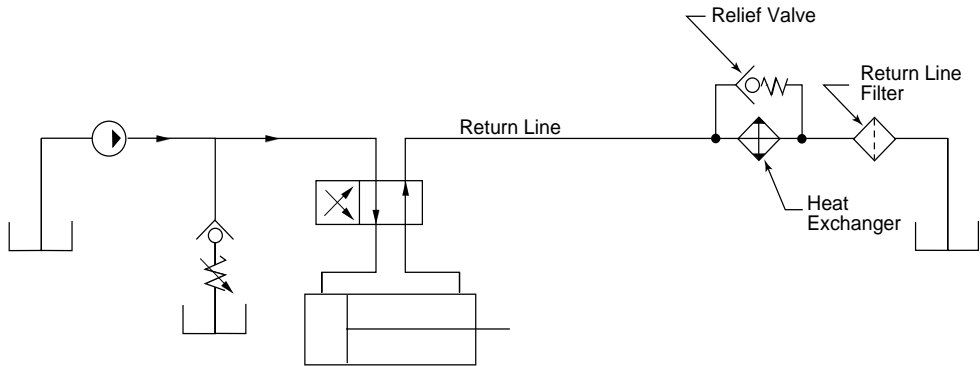 Relief Valve
Return Line
Filter
Return Line
Heat
Exchanger